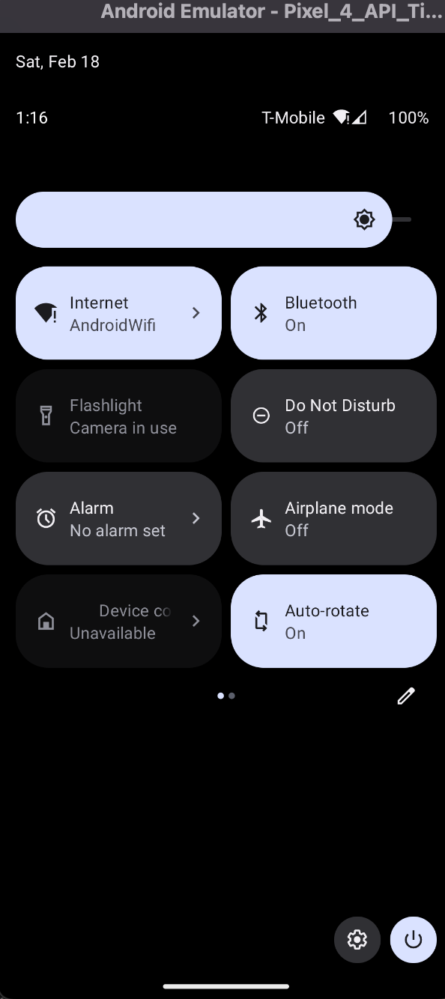 Android Emulator - Pixel_4_API_Ti...
Sat, Feb 18
1:16 T-Mobile 100%
Internet
AndroidWifi
Bluetooth
On
Flashlight
Camera in use
Do Not Disturb
Off
Alarm
No alarm set
Airplane mode
Off
Device co
Unavailable
Auto-rotate
On